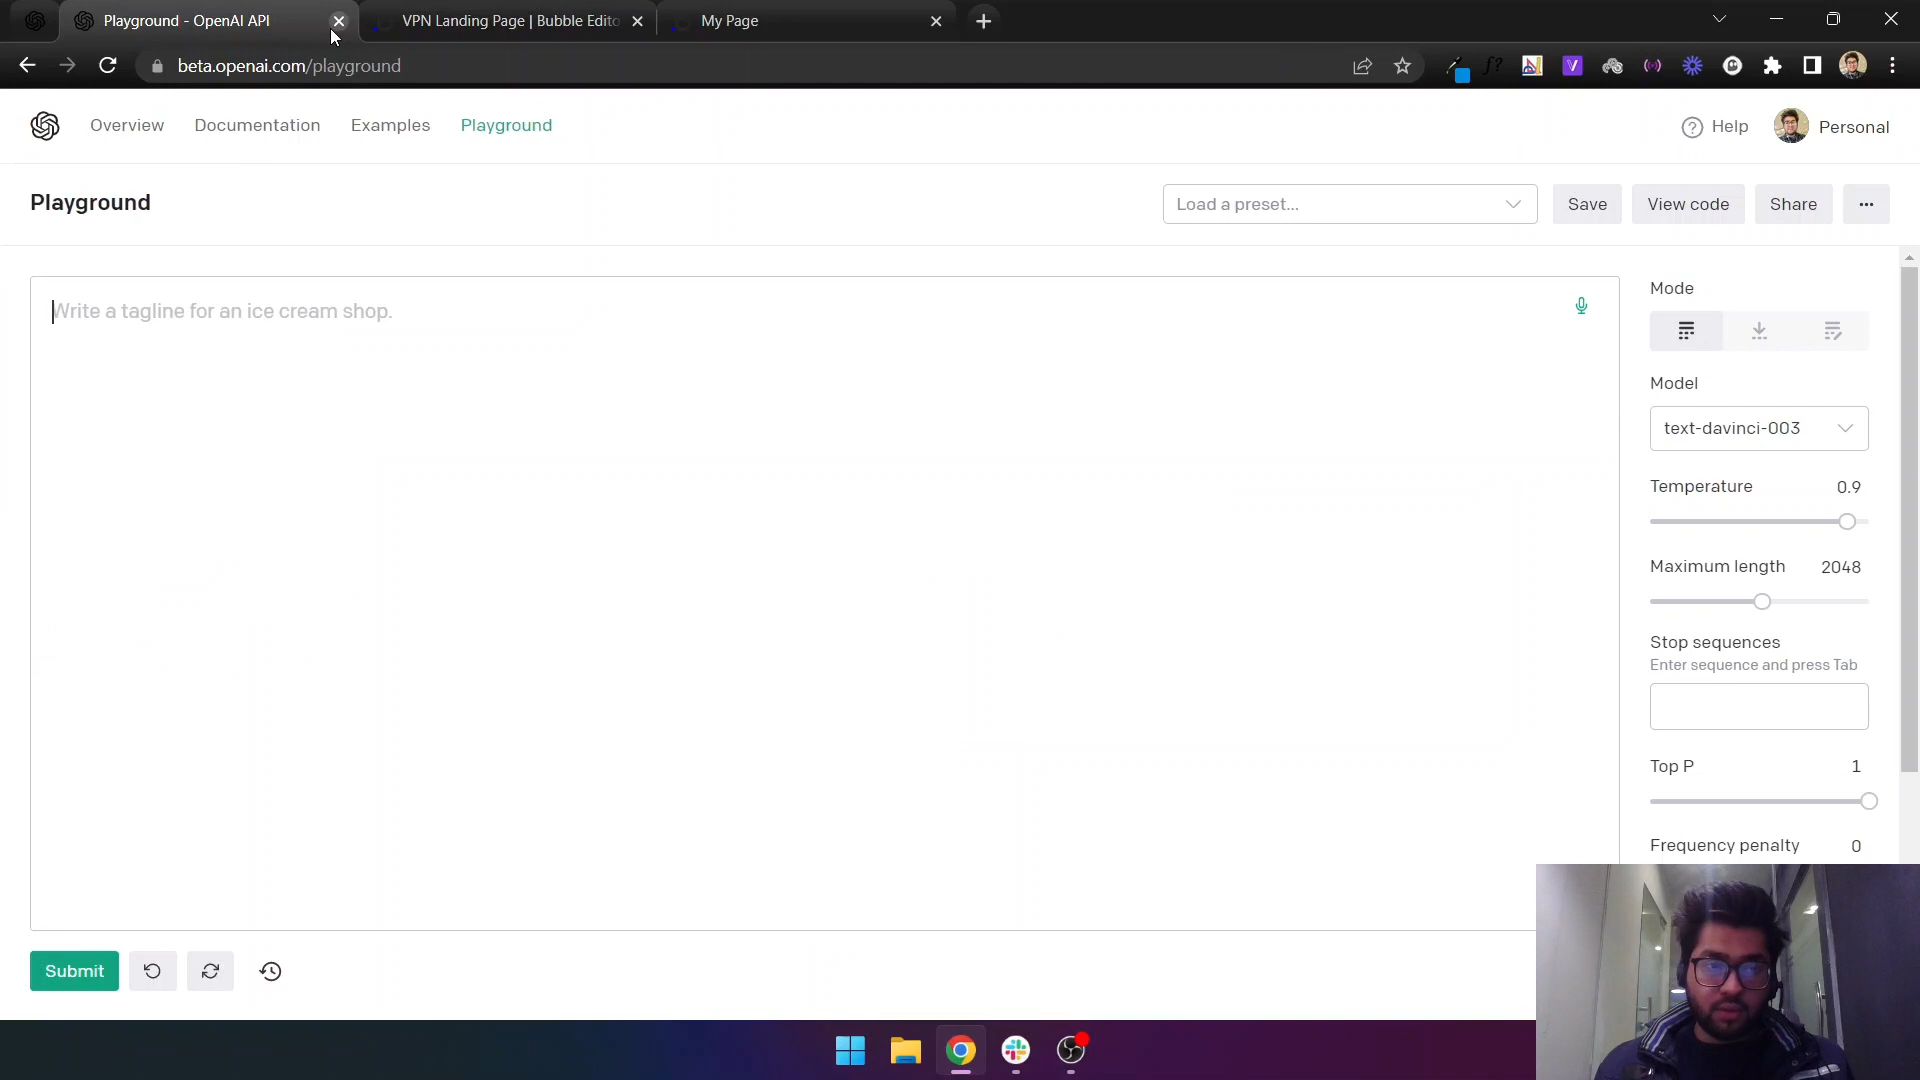 Playground - OpenAI API
VPN Landing Page | Bubble Edito
My Page
beta.openai.com/playground
f?
V
Overview
Documentation
Examples
Playground
Help
Personal
Playground
Load a preset...
Save
View code
Share
Write a tagline for an ice cream shop.
Mode
Model
text-davinci-003
Temperature
0.9
Maximum length
2048
Stop sequences
Enter sequence and press Tab
Top P
1
Frequency penalty
0
Submit